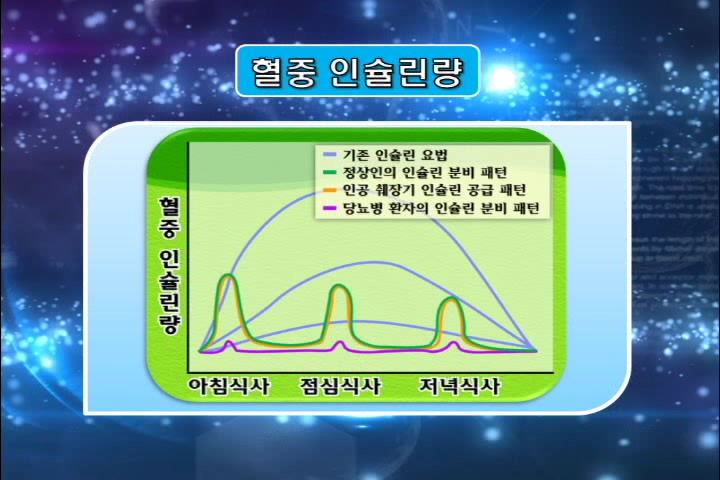 혈중 인슐린량
기존 인슐린 요법
정상인의 인슐린 분비 패턴
인공 췌장기 인슐린 공급 패턴
당뇨병 환자의 인슐린 분비 패턴
혈중 인슐린량
아침식사 점심식사 저녁식사